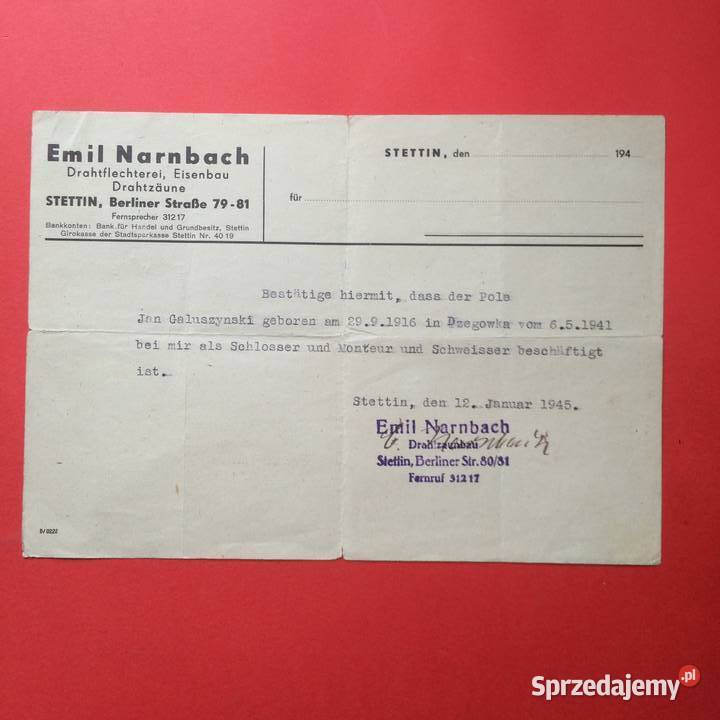 Emil Narnbach
Drahtflechterei, Eisenbau
Drahtzäune
STETTIN, Berliner Straße 79-81
Fernsprecher 31217
Bankkonten: Bank für Handel und Grundbesitz, Stettin
Girokasse der Stadtsparkasse Stettin Nr. 40 19
STETTIN, den 194
für
Bestätige hiermit, dass der Pole
Jan Galuszynski geboren am 29.9.1916 in Dzegowka vom 6.5.1941
bei mir als Schlosser und Monteur und Schweisser beschäftigt
ist.
Stettin, den 12. Januar 1945.
Emil Narnbach
Drahtzaunbau
Stettin, Berliner Str. 80/81
Fernruf 31217
D/0222
Sprzedajemy.pl